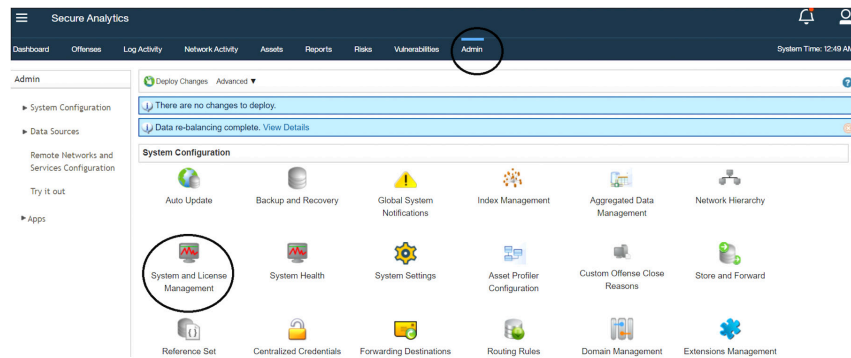 Secure Analytics
Dashboard Offenses Log Activity Network Activity Assets Reports Risks Vulnerabilities Admin System Time: 12:49 AM
Admin
Deploy Changes Advanced ▼
There are no changes to deploy.
Data re-balancing complete. View Details
System Configuration
Data Sources
Remote Networks and
Services Configuration
Try it out
Apps
System Configuration
Auto Update Backup and Recovery Global System
Notifications Index Management Aggregated Data
Management Network Hierarchy
System and License
Management System Health System Settings Asset Profiler
Configuration Custom Offense Close
Reasons Store and Forward
Reference Set Centralized Credentials Forwarding Destinations Routing Rules Domain Management Extensions Management